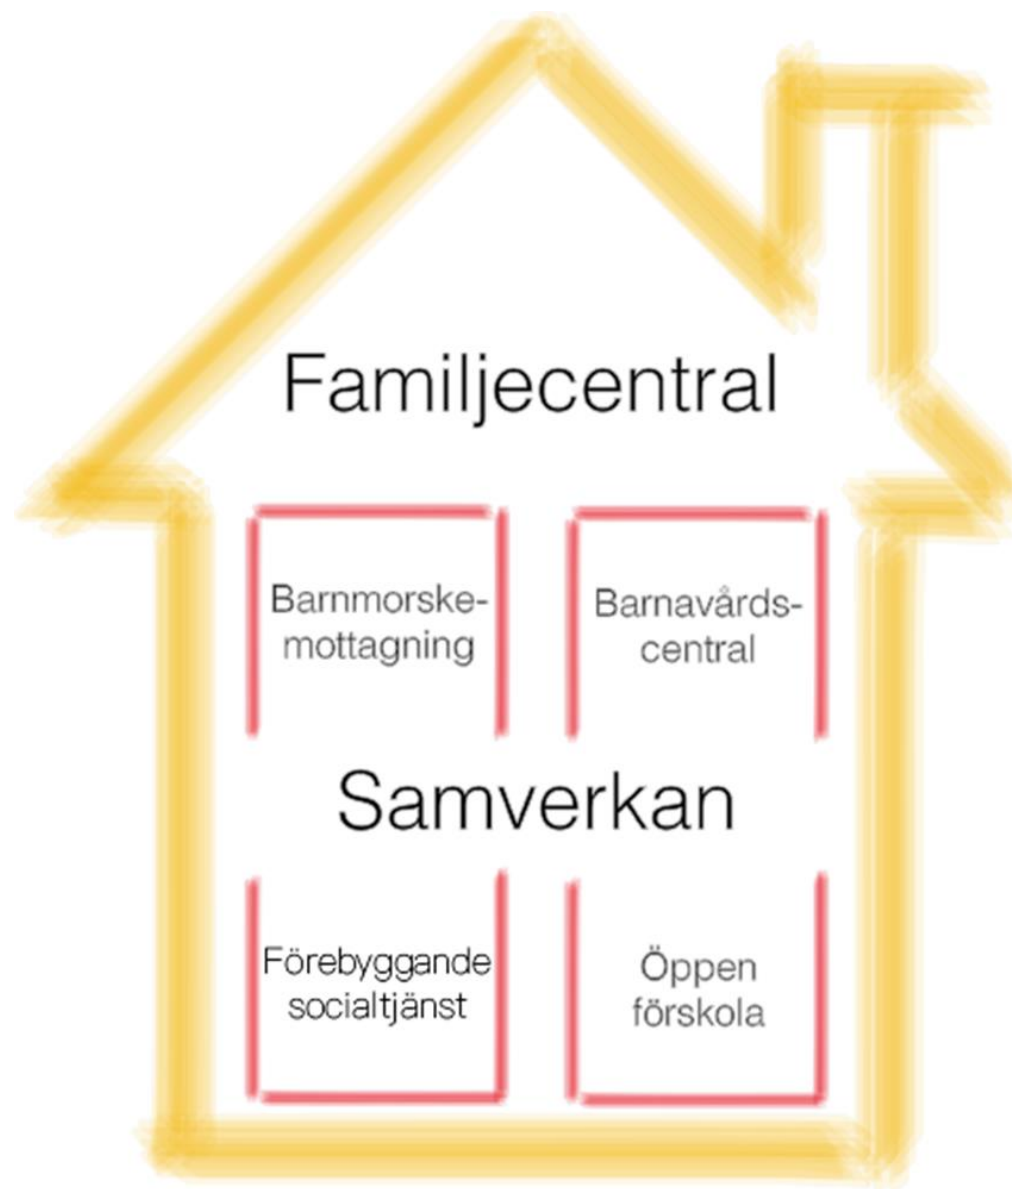 Familjecentral
Barnmorske-
mottagning
Barnavårds-
central
Samverkan
Förebyggande
socialtjänst
Öppen
förskola